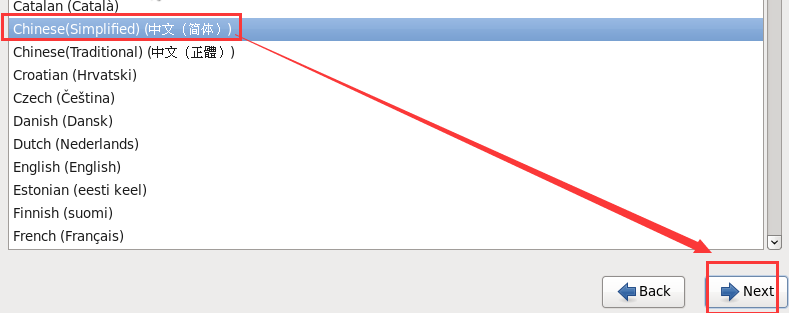 Catalan (Català)
Chinese(Simplified) (中文（简体）)
Chinese(Traditional) (中文（正體）)
Croatian (Hrvatski)
Czech (Čeština)
Danish (Dansk)
Dutch (Nederlands)
English (English)
Estonian (eesti keel)
Finnish (suomi)
French (Français)
Back
Next